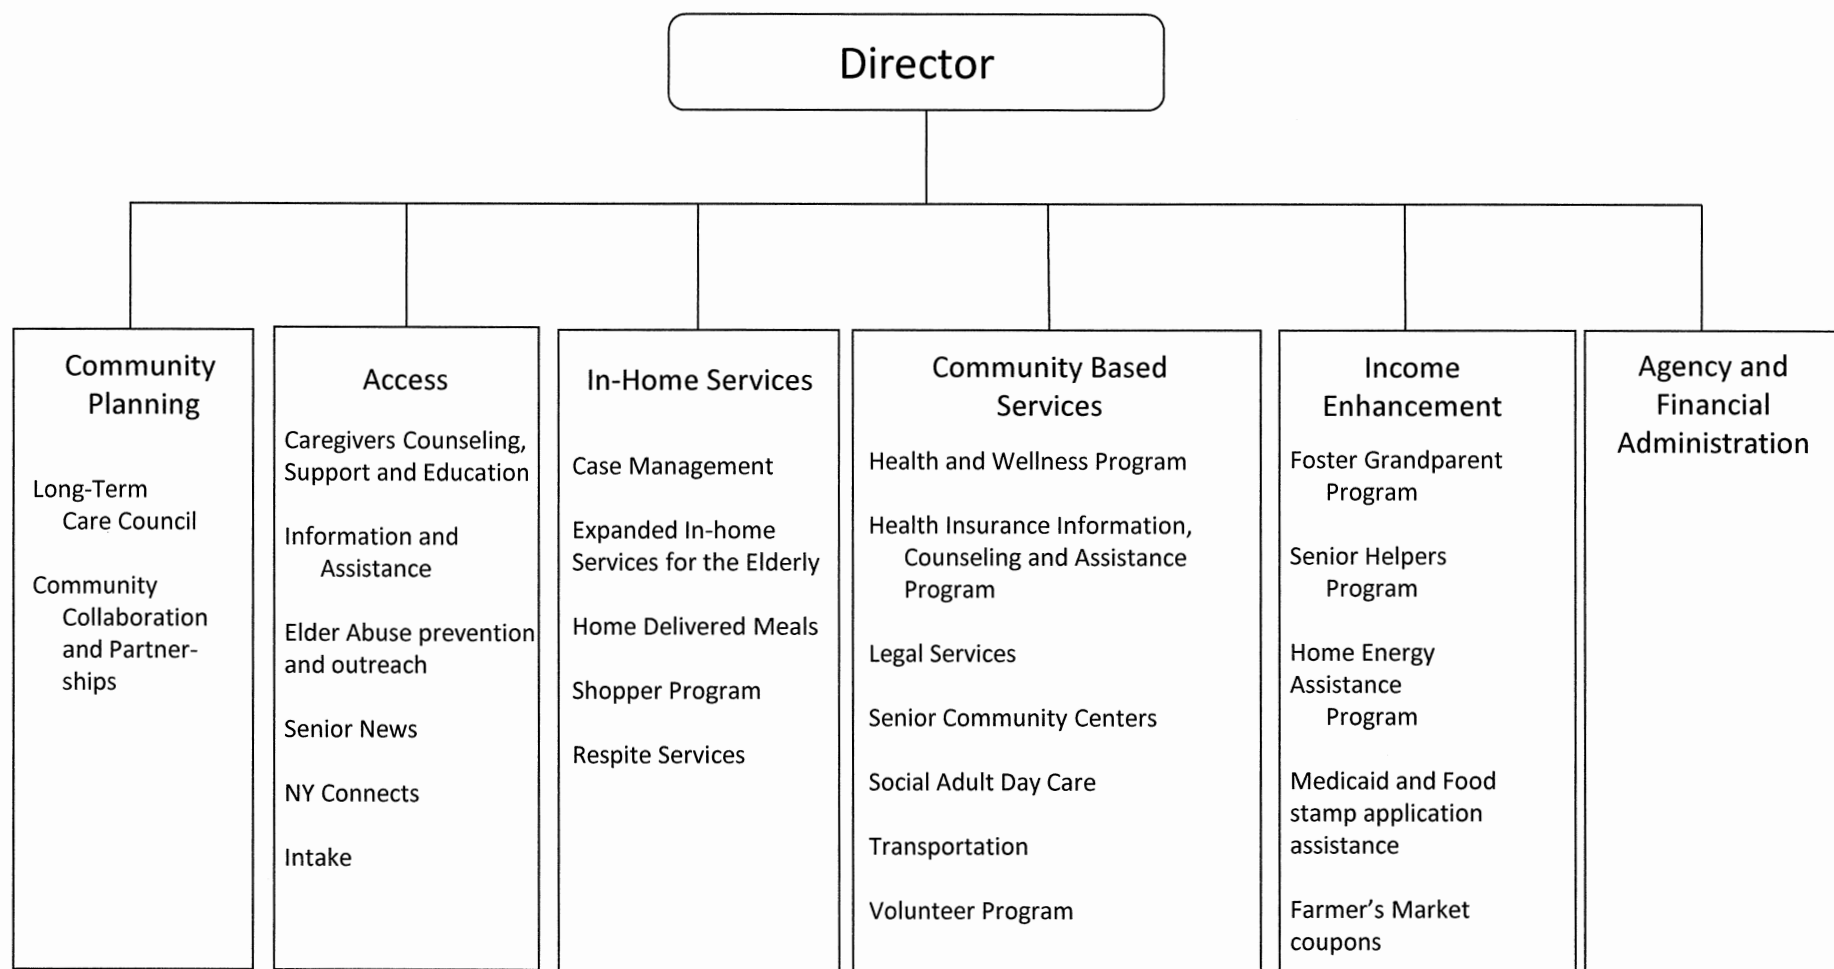 Director
Community
Planning
Long-Term
Care Council
Community
Collaboration
and Partner-
ships
Access
Caregivers Counseling,
Support and Education
Information and
Assistance
Elder Abuse prevention
and outreach
Senior News
NY Connects
Intake
In-Home Services
Case Management
Expanded In-home
Services for the Elderly
Home Delivered Meals
Shopper Program
Respite Services
Community Based
Services
Health and Wellness Program
Health Insurance Information,
Counseling and Assistance
Program
Legal Services
Senior Community Centers
Social Adult Day Care
Transportation
Volunteer Program
Income
Enhancement
Foster Grandparent
Program
Senior Helpers
Program
Home Energy
Assistance
Program
Medicaid and Food
stamp application
assistance
Farmer’s Market
coupons
Agency and
Financial
Administration